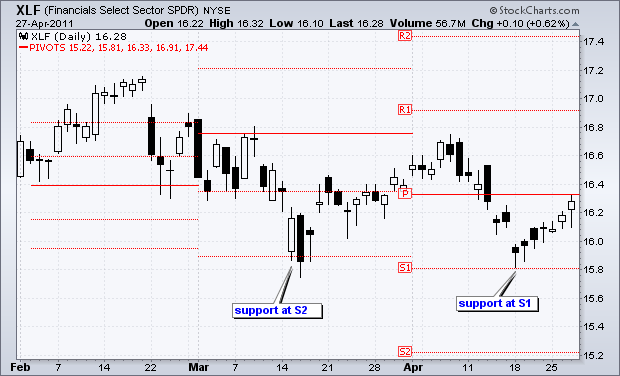 XLF (Financials Select Sector SPDR) NYSE © StockCharts.com
27-Apr-2011 Open 16.22 High 16.32 Low 16.10 Last 16.28 Volume 56.7M Chg +0.10 (+0.62%)
XLF (Daily) 16.28
PIVOTS 15.22, 15.81, 16.33, 16.91, 17.44
R2
17.4
17.2
17.0
R1
16.8
16.6
16.4
P
16.2
16.0
S1
15.8
support at S2
support at S1
15.6
15.4
S2
15.2
Feb 7 14 22 Mar 7 14 21 28 Apr 11 18 25